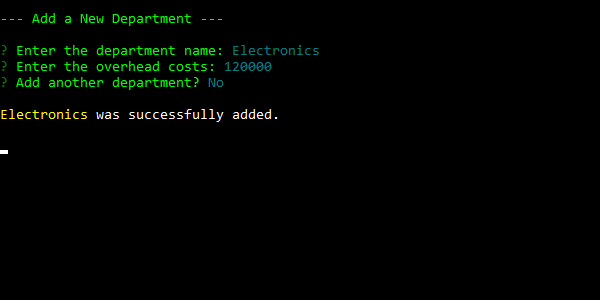 --- Add a New Department ---
? Enter the department name: Electronics
? Enter the overhead costs: 120000
? Add another department? No
Electronics was successfully added.